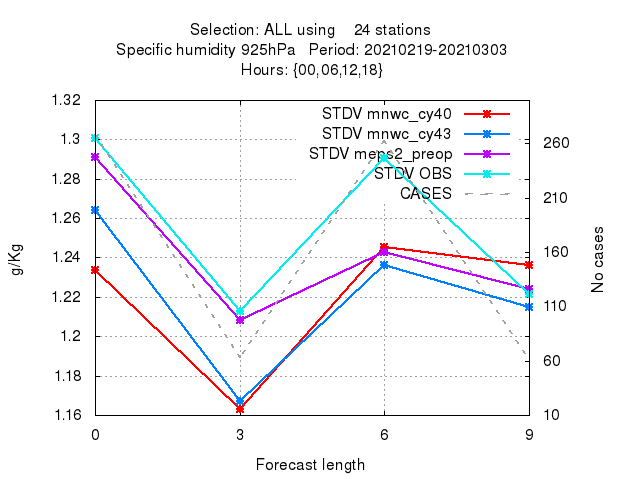 Selection: ALL using    24 stations
Specific humidity 925hPa   Period: 20210219-20210303
Hours: {00,06,12,18}
STDV mnwc_cy40
STDV mnwc_cy43
STDV meps2_preop
STDV OBS
CASES
1.32
1.3
1.28
1.26
1.24
1.22
1.2
1.18
1.16
g/Kg
260
210
160
110
60
10
No cases
0 3 6 9
Forecast length